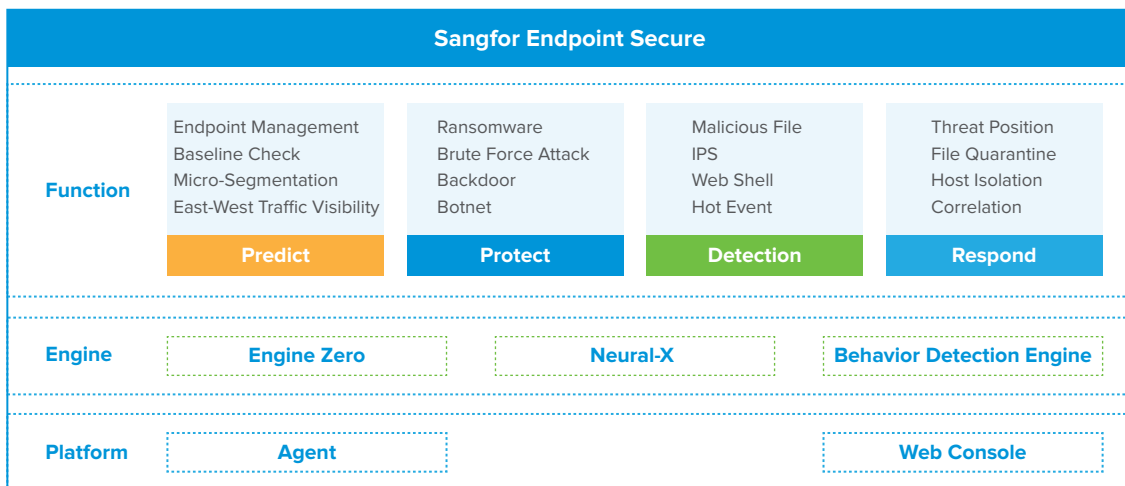 Sangfor Endpoint Secure
Function
Endpoint Management
Baseline Check
Micro-Segmentation
East-West Traffic Visibility
Predict
Ransomware
Brute Force Attack
Backdoor
Botnet
Protect
Malicious File
IPS
Web Shell
Hot Event
Detection
Threat Position
File Quarantine
Host Isolation
Correlation
Respond
Engine
Engine Zero
Neural-X
Behavior Detection Engine
Platform
Agent
Web Console